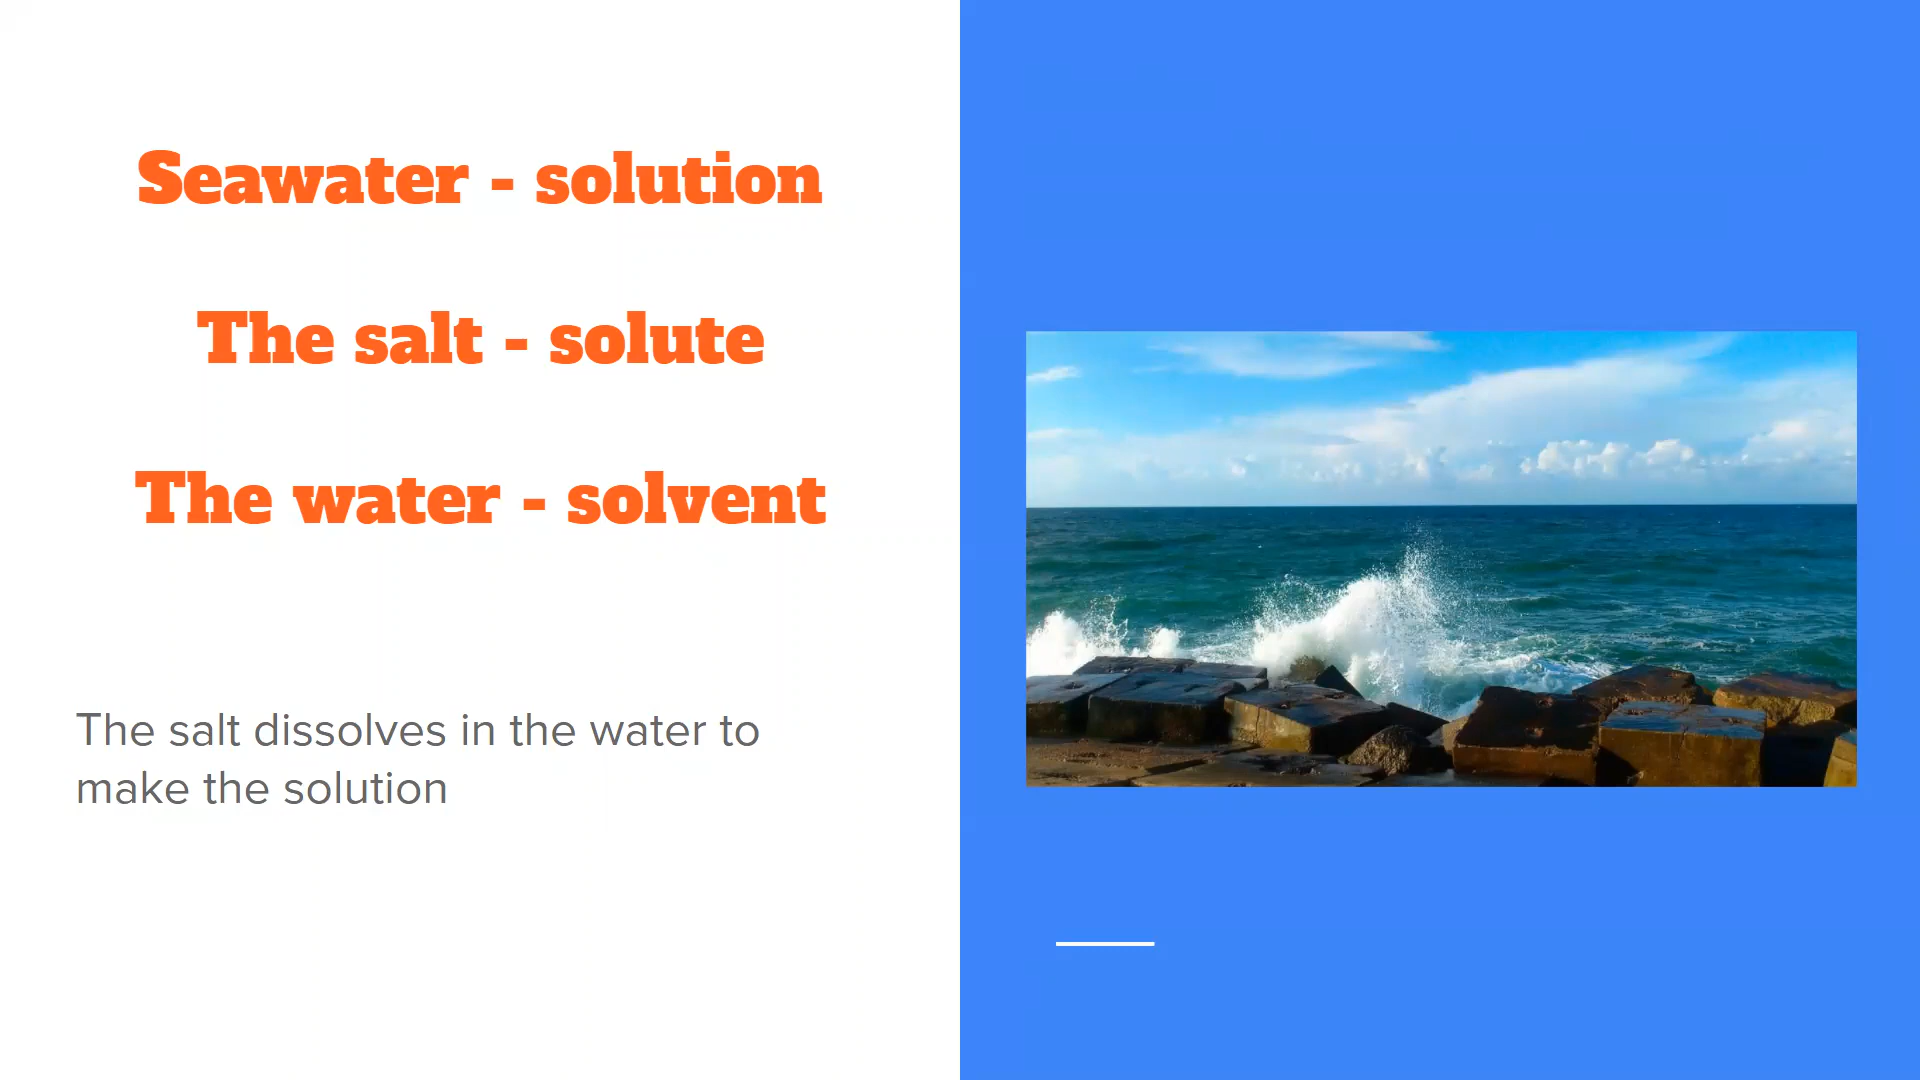 Seawater - solution
The salt - solute
The water - solvent
The salt dissolves in the water to
make the solution